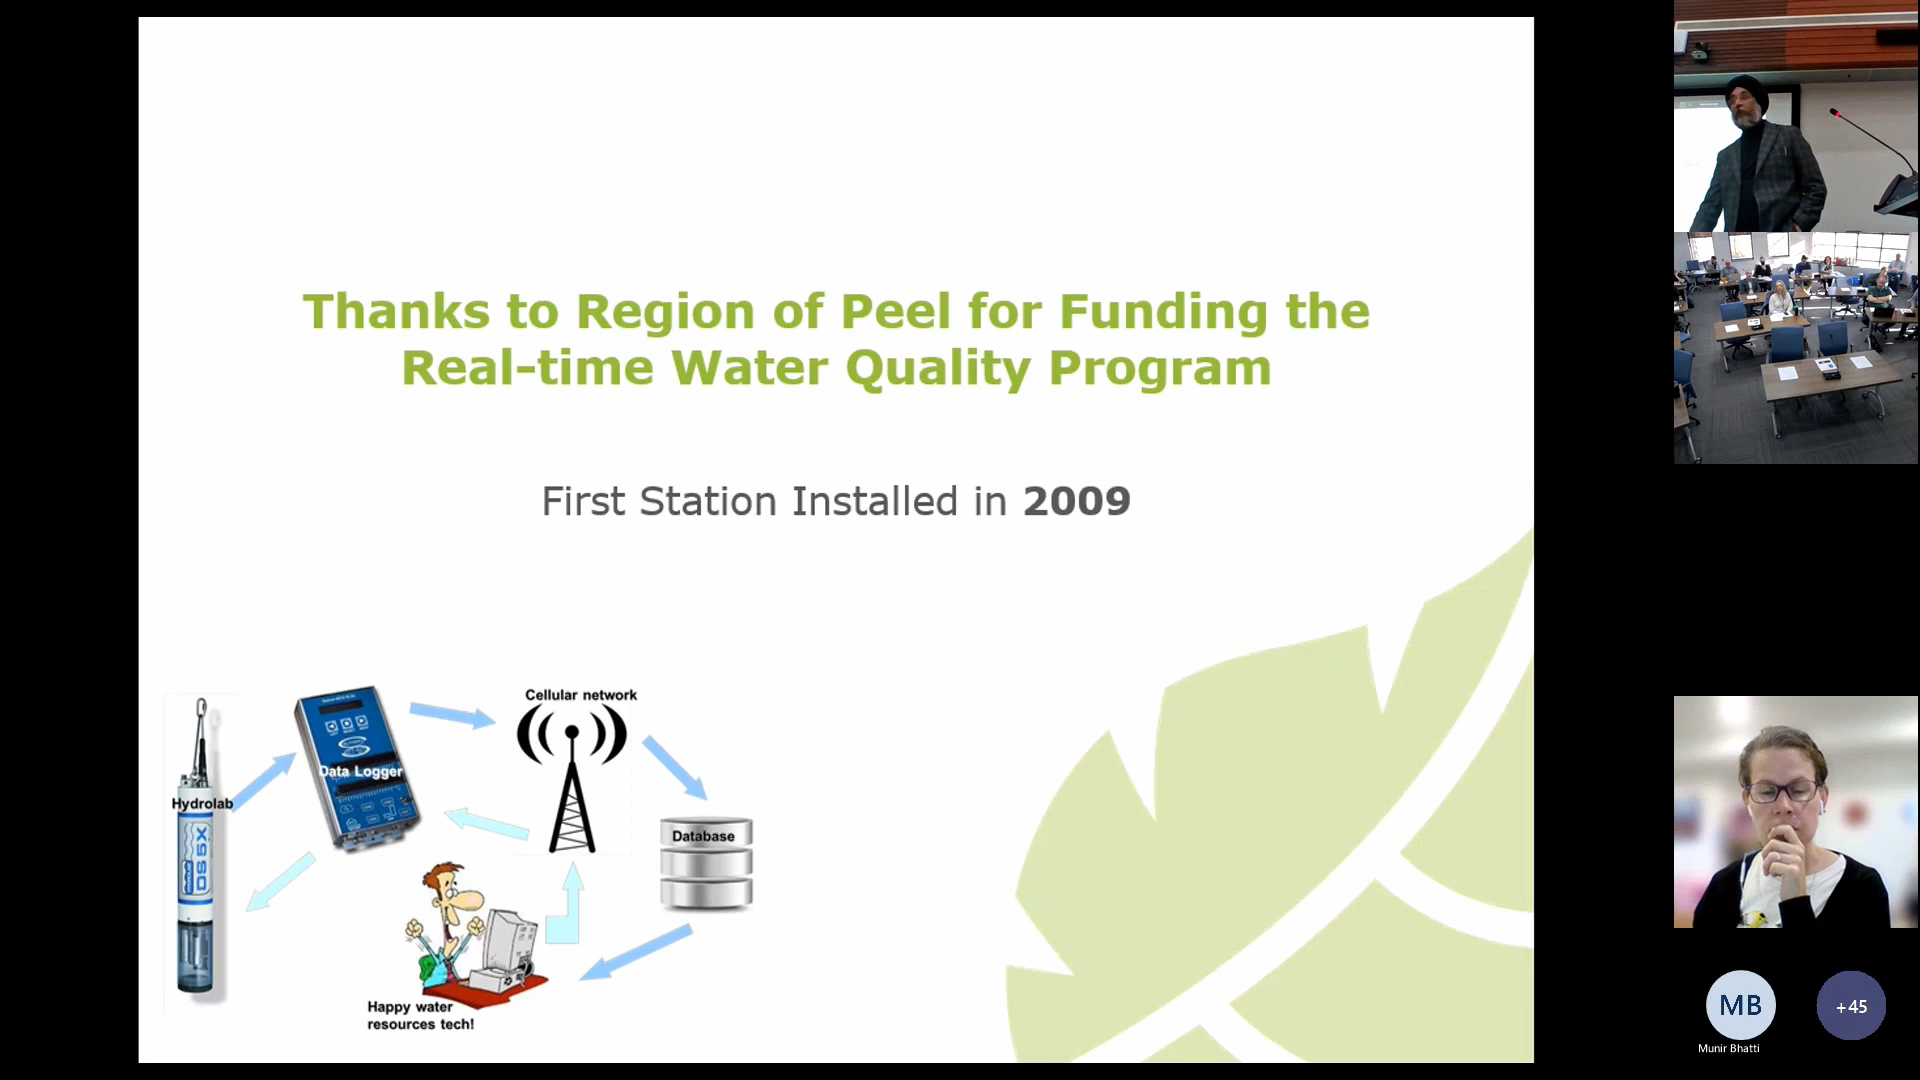 Thanks to Region of Peel for Funding the
Real-time Water Quality Program
First Station Installed in 2009
Cellular network
Data Logger
Hydrolab
DS5X
Database
Happy water
resources tech!
MB
+45
Munir Bhatti